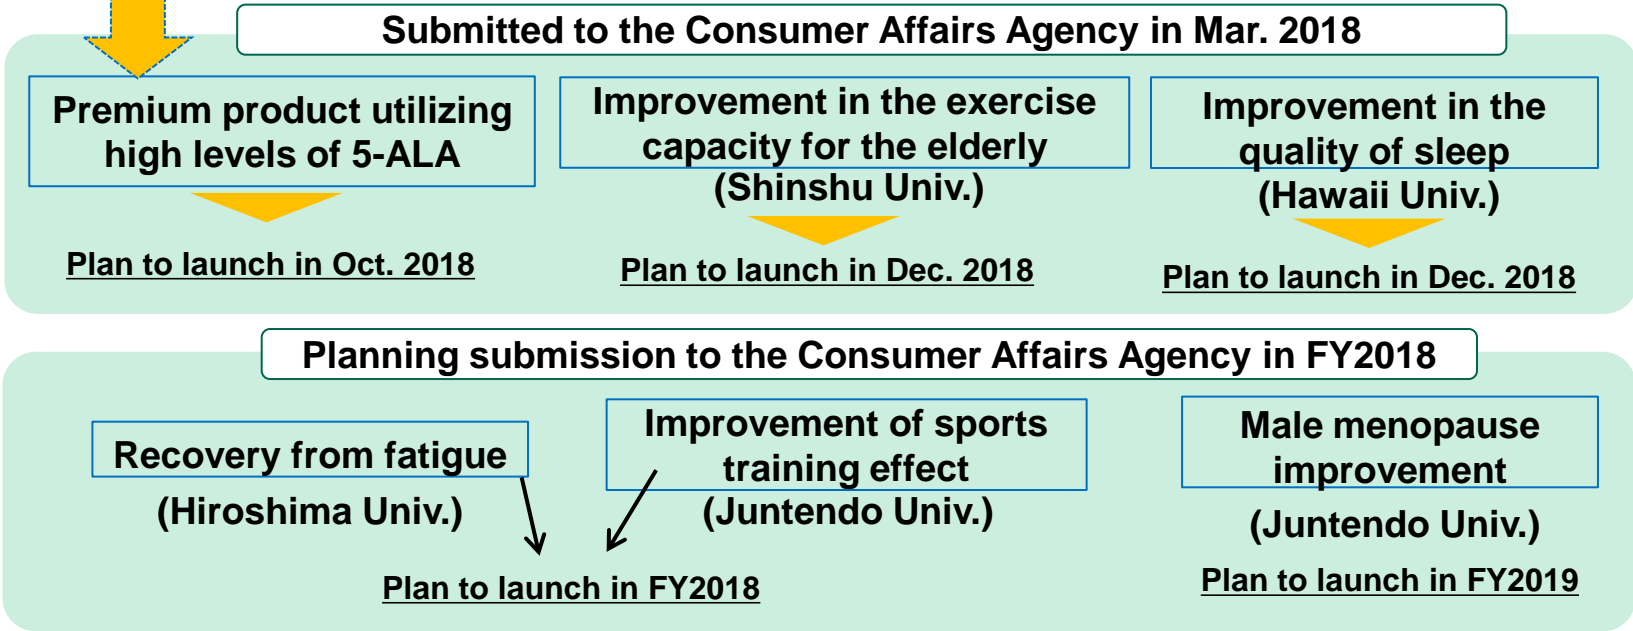 Submitted to the Consumer Affairs Agency in Mar. 2018
Premium product utilizing
high levels of 5-ALA
Plan to launch in Oct. 2018
Improvement in the exercise
capacity for the elderly
(Shinshu Univ.)
Plan to launch in Dec. 2018
Improvement in the
quality of sleep
(Hawaii Univ.)
Plan to launch in Dec. 2018
Planning submission to the Consumer Affairs Agency in FY2018
Recovery from fatigue
(Hiroshima Univ.)
Improvement of sports
training effect
(Juntendo Univ.)
Plan to launch in FY2018
Male menopause
improvement
(Juntendo Univ.)
Plan to launch in FY2019